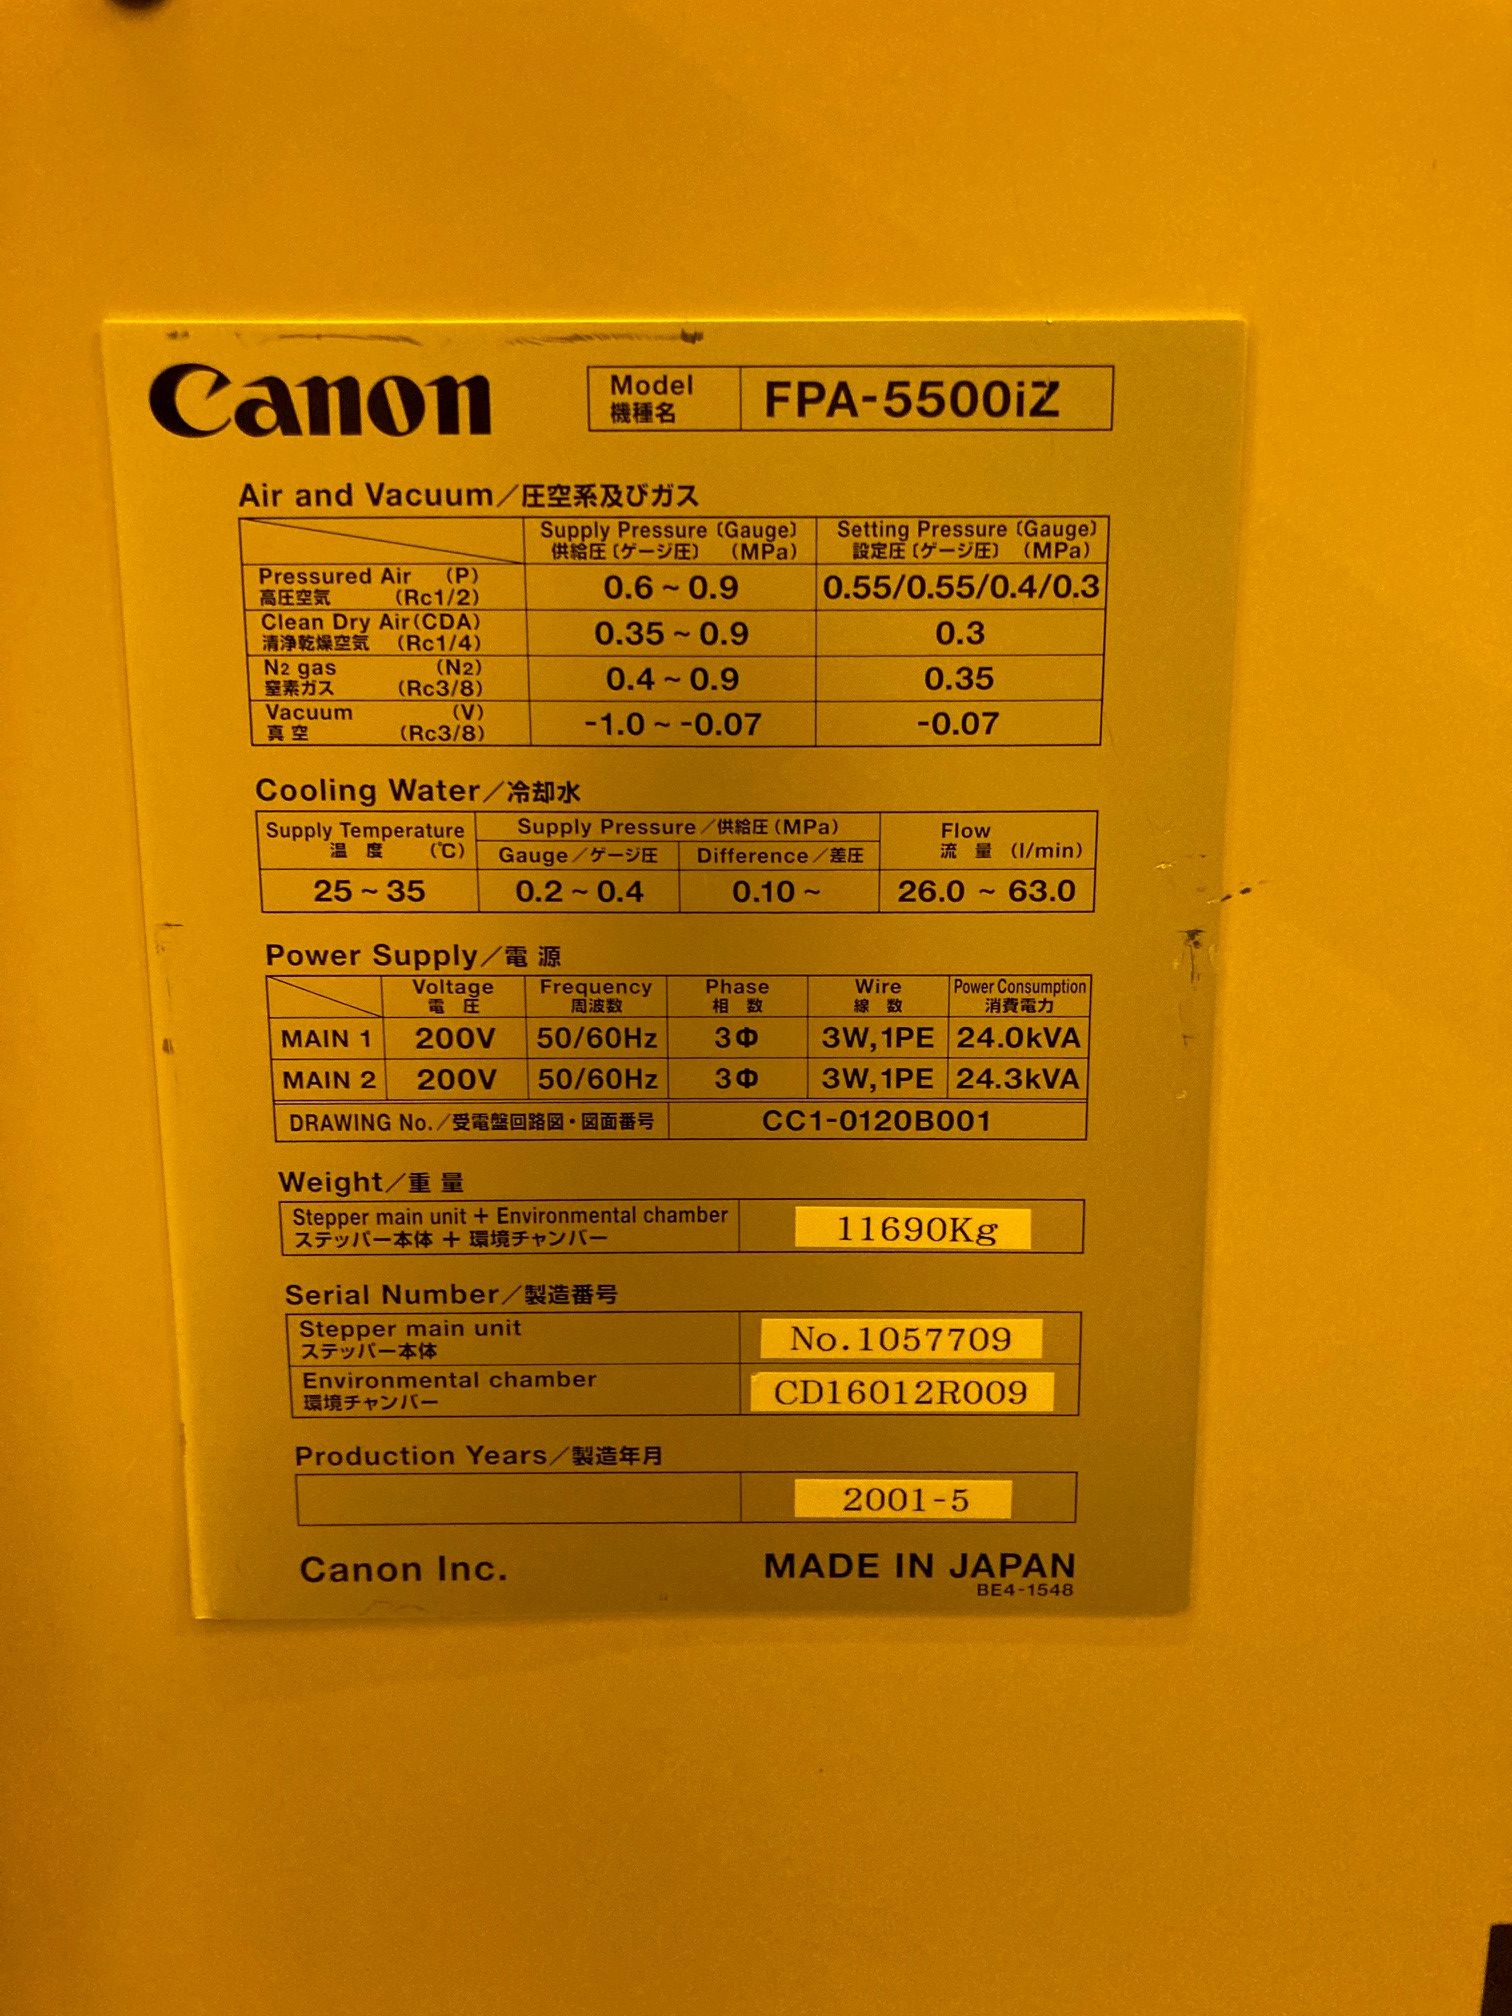 Canon
Model
機種名
FPA-5500iZ
Air and Vacuum／圧空系及びガス
Supply Pressure (Gauge)
供給圧(ゲージ圧) (MPa)
Setting Pressure (Gauge)
設定圧(ゲージ圧) (MPa)
Pressured Air (P)
高圧空気 (Rc1/2)
0.6 ~ 0.9
0.55/0.55/0.4/0.3
Clean Dry Air(CDA)
清浄乾燥空気 (Rc1/4)
0.35 ~ 0.9
0.3
N2 gas (N2)
窒素ガス (Rc3/8)
0.4 ~ 0.9
0.35
Vacuum (V)
真空 (Rc3/8)
-1.0 ~ -0.07
-0.07
Cooling Water／冷却水
Supply Temperature
温 度 (℃)
Supply Pressure／供給圧(MPa)
Gauge／ゲージ圧
Difference／差圧
Flow
流 量 (l/min)
25 ~ 35
0.2 ~ 0.4
0.10 ~
26.0 ~ 63.0
Power Supply／電 源
Voltage
電 圧
Frequency
周波数
Phase
相 数
Wire
線 数
Power Consumption
消費電力
MAIN 1
200V
50/60Hz
3Φ
3W,1PE
24.0kVA
MAIN 2
200V
50/60Hz
3Φ
3W,1PE
24.3kVA
DRAWING No.／受電盤回路図・図面番号
CC1-0120B001
Weight／重 量
Stepper main unit + Environmental chamber
ステッパー本体 + 環境チャンバー
11690Kg
Serial Number／製造番号
Stepper main unit
ステッパー本体
No.1057709
Environmental chamber
環境チャンバー
CD16012R009
Production Years／製造年月
2001-5
Canon Inc.
MADE IN JAPAN
BE4-1548